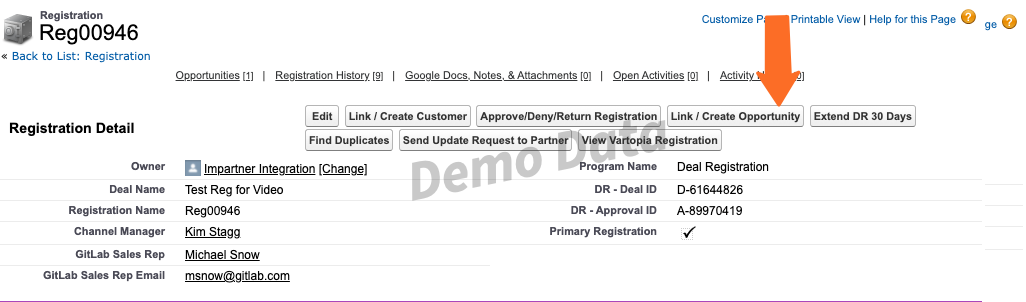 Registration
Reg00946
Customize Pa Printable View | Help for this Page
ge
« Back to List: Registration
Opportunities [1] | Registration History [9] | Google Docs, Notes, & Attachments [0] | Open Activities [0] | Activity H 0]
Registration Detail
Edit Link / Create Customer Approve/Deny/Return Registration Link / Create Opportunity Extend DR 30 Days
Find Duplicates Send Update Request to Partner View Vartopia Registration
Demo Data
Owner Impartner Integration [Change] Program Name Deal Registration
Deal Name Test Reg for Video DR - Deal ID D-61644826
Registration Name Reg00946 DR - Approval ID A-89970419
Channel Manager Kim Stagg Primary Registration
GitLab Sales Rep Michael Snow
GitLab Sales Rep Email msnow@gitlab.com